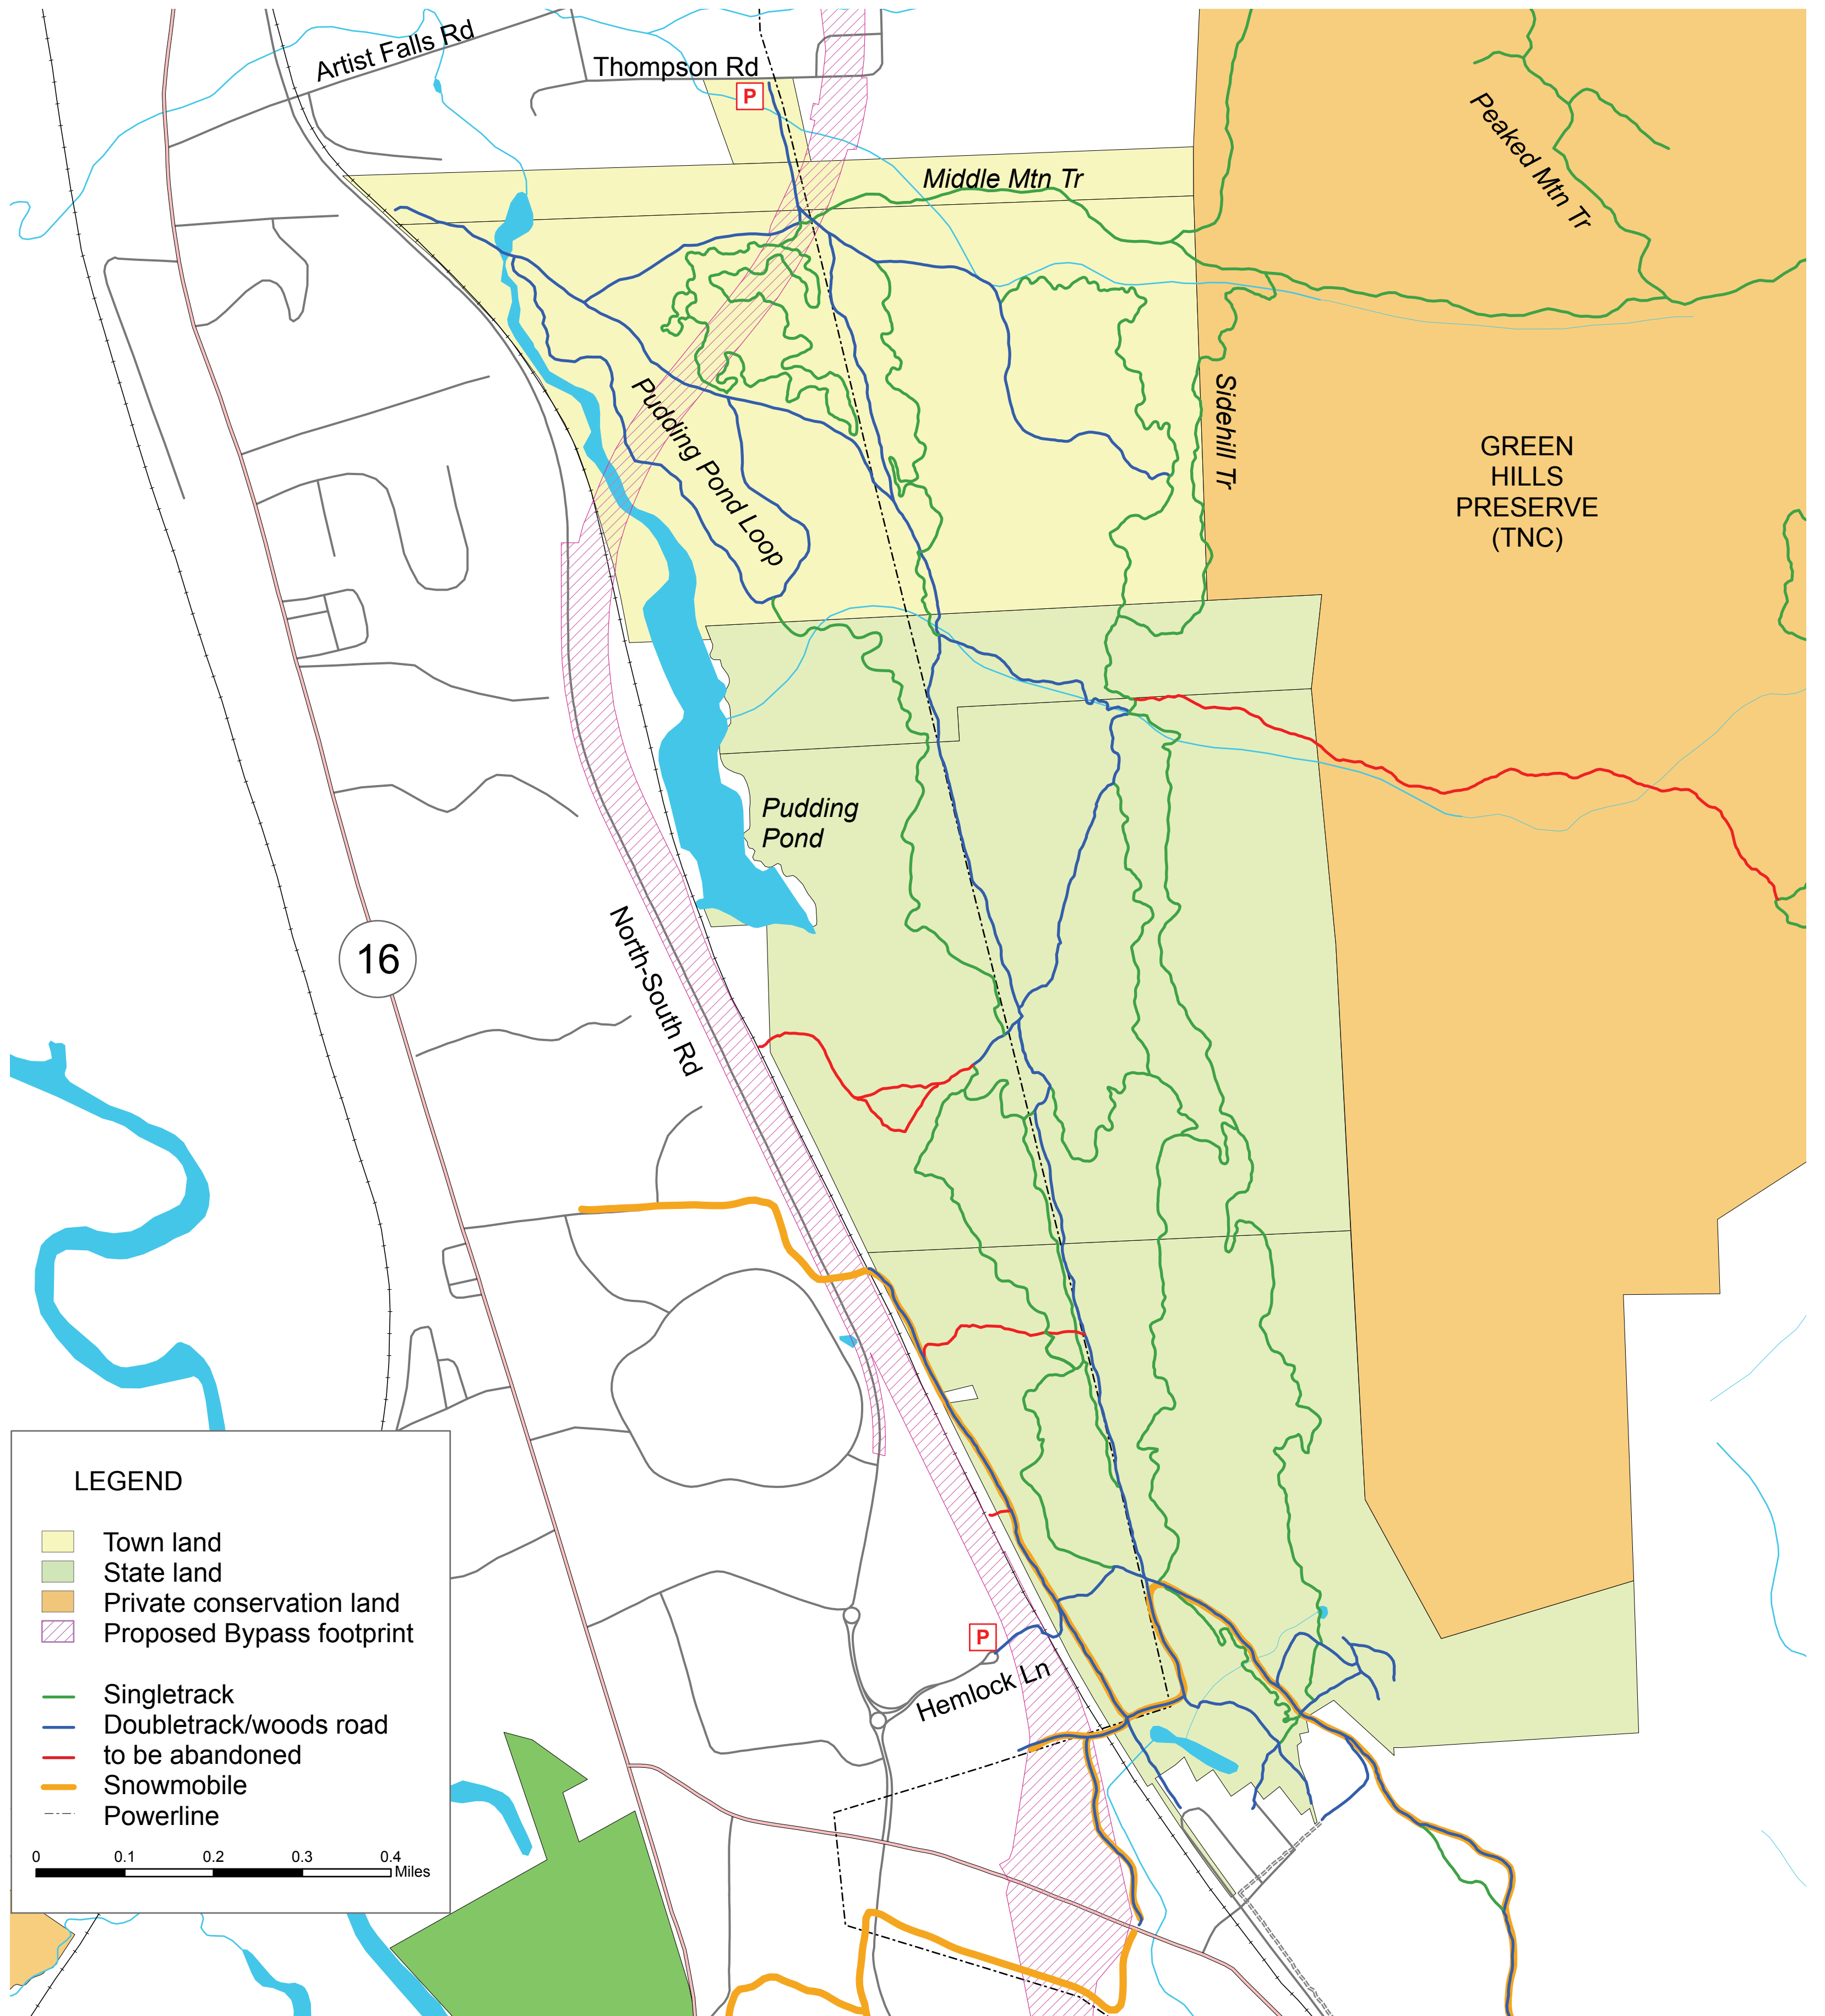 Artist Falls Rd
Thompson Rd
P
Middle Mtn Tr
Peaked Mtn Tr
Sidehill Tr
Pudding Pond Loop
GREEN
HILLS
PRESERVE
(TNC)
Pudding
Pond
North-South Rd
16
P
Hemlock Ln
LEGEND
Town land
State land
Private conservation land
Proposed Bypass footprint
Singletrack
Doubletrack/woods road
to be abandoned
Snowmobile
Powerline
0 0.1 0.2 0.3 0.4
Miles